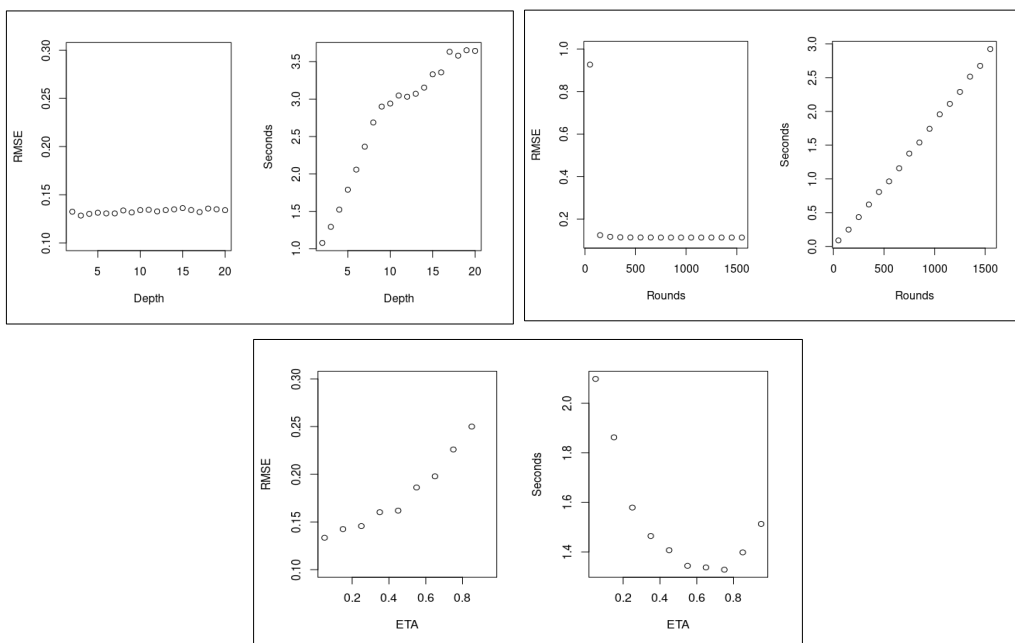 RMSE
0.10 0.15 0.20 0.25 0.30
5 10 15 20
Depth
Seconds
1.0 1.5 2.0 2.5 3.0 3.5
5 10 15 20
Depth
RMSE
0.2 0.4 0.6 0.8 1.0
0 500 1000 1500
Rounds
Seconds
0.0 0.5 1.0 1.5 2.0 2.5 3.0
0 500 1000 1500
Rounds
RMSE
0.10 0.15 0.20 0.25 0.30
0.2 0.4 0.6 0.8
ETA
Seconds
1.4 1.6 1.8 2.0
0.2 0.4 0.6 0.8
ETA